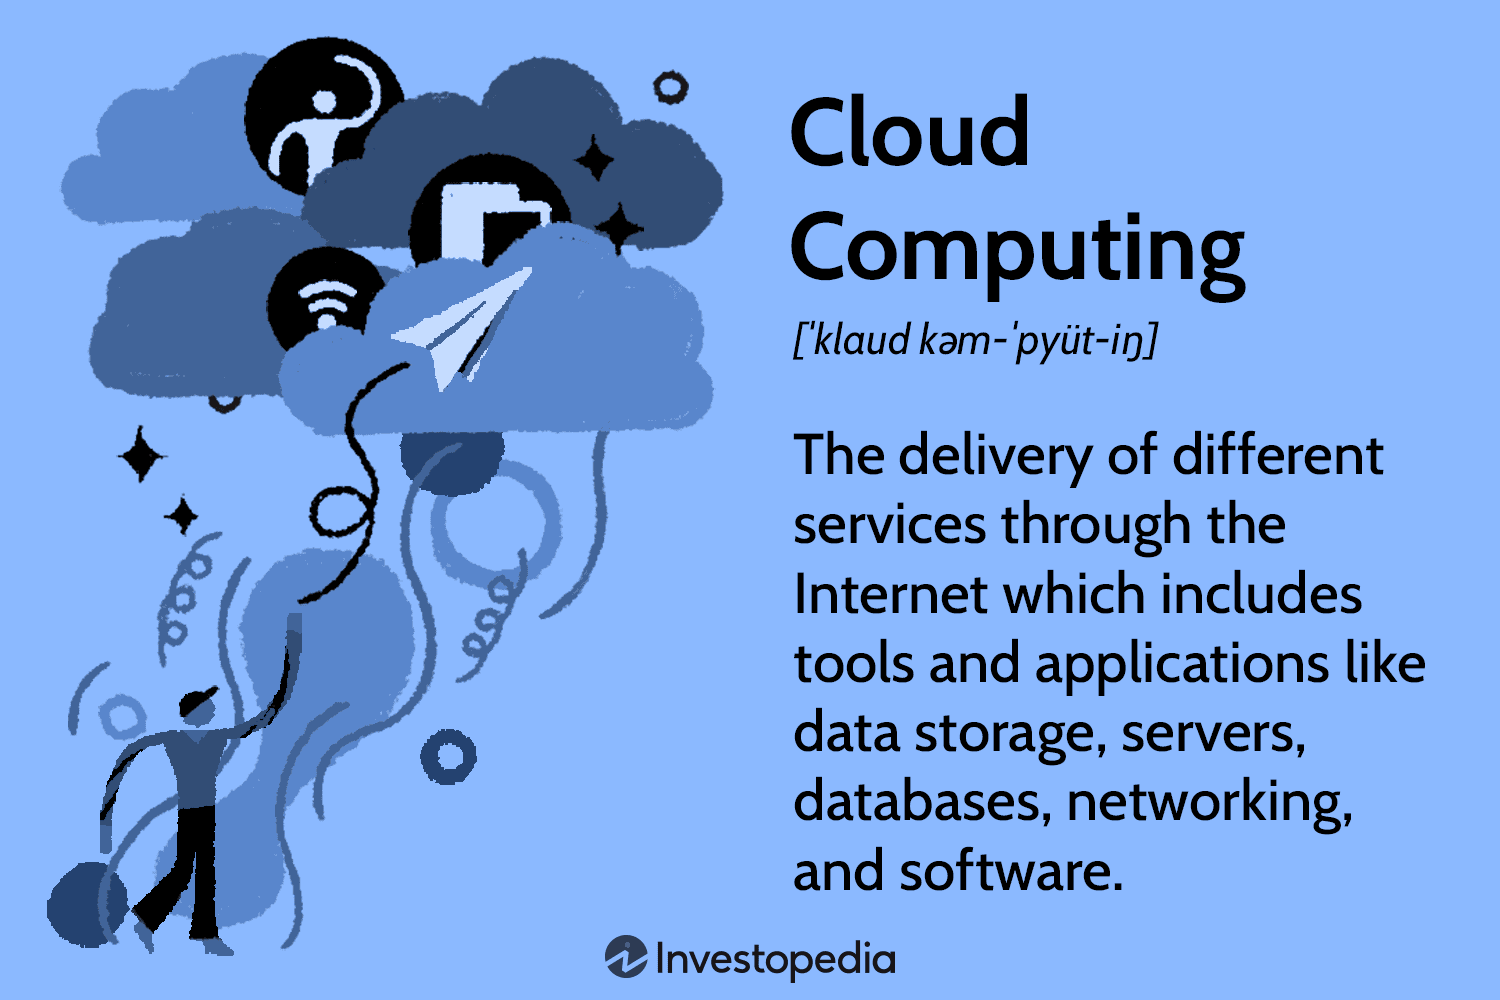 Cloud
Computing
[ˈklaud kəm-ˈpyüt-iŋ]
The delivery of different
services through the
Internet which includes
tools and applications like
data storage, servers,
databases, networking,
and software.
Investopedia